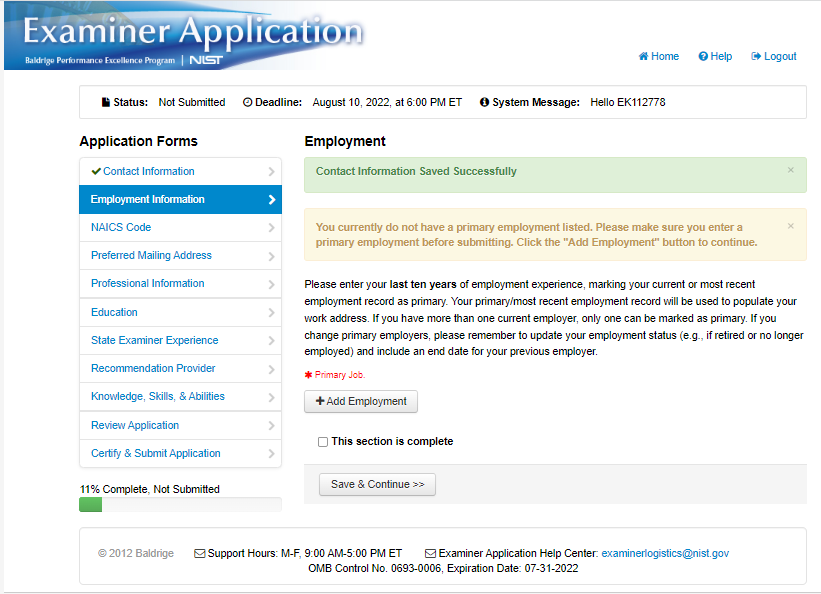 Examiner Application
Baldrige Performance Excellence Program | NIST
Home Help Logout
Status: Not Submitted Deadline: August 10, 2022, at 6:00 PM ET System Message: Hello EK112778
Application Forms
Contact Information
Employment Information
NAICS Code
Preferred Mailing Address
Professional Information
Education
State Examiner Experience
Recommendation Provider
Knowledge, Skills, & Abilities
Review Application
Certify & Submit Application
11% Complete, Not Submitted
Employment
Contact Information Saved Successfully ×
You currently do not have a primary employment listed. Please make sure you enter a ×
primary employment before submitting. Click the "Add Employment" button to continue.
Please enter your last ten years of employment experience, marking your current or most recent
employment record as primary. Your primary/most recent employment record will be used to populate your
work address. If you have more than one current employer, only one can be marked as primary. If you
change primary employers, please remember to update your employment status (e.g., if retired or no longer
employed) and include an end date for your previous employer.
✱ Primary Job.
+ Add Employment
This section is complete
Save & Continue >>
© 2012 Baldrige Support Hours: M-F, 9:00 AM-5:00 PM ET Examiner Application Help Center: examinerlogistics@nist.gov
OMB Control No. 0693-0006, Expiration Date: 07-31-2022